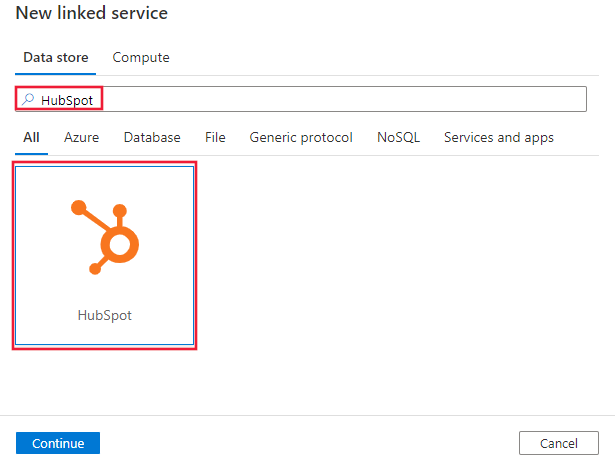 New linked service
Data store Compute
HubSpot
All Azure Database File Generic protocol NoSQL Services and apps
HubSpot
Continue Cancel